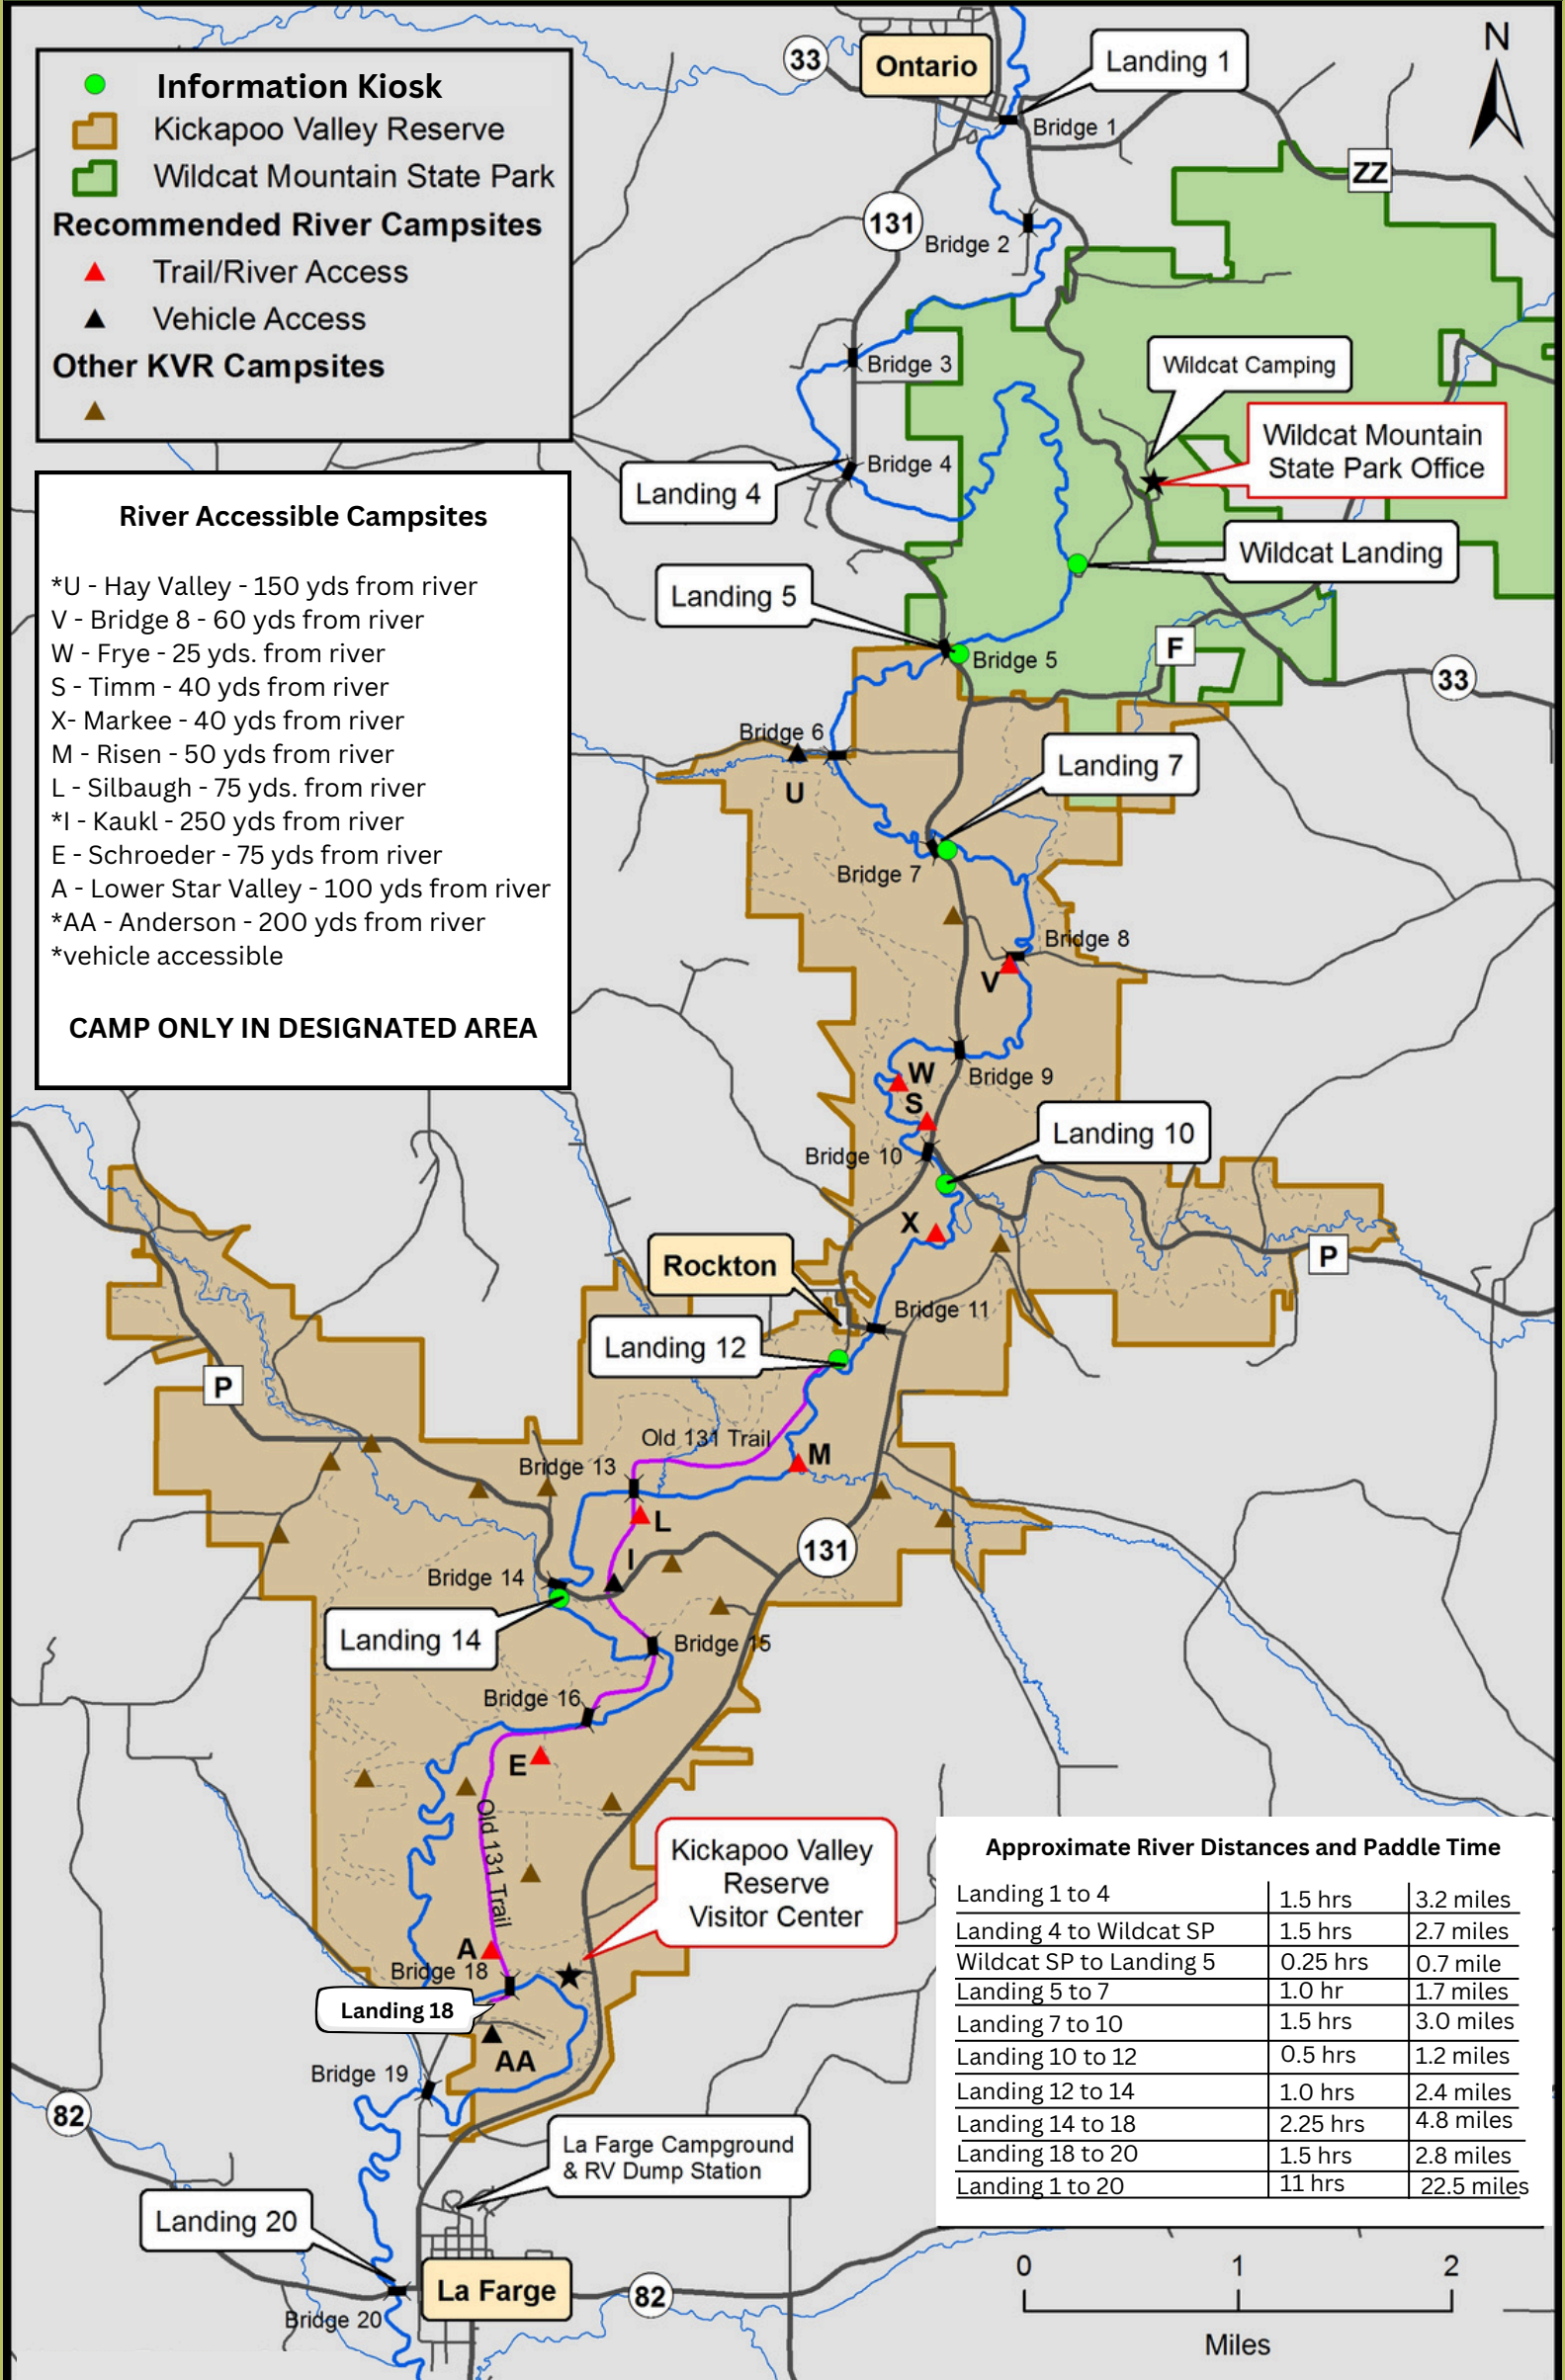 Information Kiosk
Kickapoo Valley Reserve
Wildcat Mountain State Park
Recommended River Campsites
Trail/River Access
Vehicle Access
Other KVR Campsites
River Accessible Campsites
*U - Hay Valley - 150 yds from river
V - Bridge 8 - 60 yds from river
W - Frye - 25 yds. from river
S - Timm - 40 yds from river
X- Markee - 40 yds from river
M - Risen - 50 yds from river
L - Silbaugh - 75 yds. from river
*I - Kaukl - 250 yds from river
E - Schroeder - 75 yds from river
A - Lower Star Valley - 100 yds from river
*AA - Anderson - 200 yds from river
*vehicle accessible
CAMP ONLY IN DESIGNATED AREA
N
33
Ontario
Landing 1
Bridge 1
ZZ
131
Bridge 2
Bridge 3
Wildcat Camping
Wildcat Mountain
State Park Office
Bridge 4
Landing 4
Wildcat Landing
Landing 5
Bridge 5
F
33
Bridge 6
U
Landing 7
Bridge 7
Bridge 8
V
W
Bridge 9
S
Landing 10
Bridge 10
X
Rockton
P
Bridge 11
Landing 12
P
Old 131 Trail
M
Bridge 13
L
131
I
Bridge 14
Landing 14
Bridge 15
Bridge 16
E
Old 131 Trail
Kickapoo Valley
Reserve
Visitor Center
A
Bridge 18
Landing 18
AA
Bridge 19
82
La Farge Campground
& RV Dump Station
Landing 20
La Farge
82
Bridge 20
Approximate River Distances and Paddle Time
Landing 1 to 4 1.5 hrs 3.2 miles
Landing 4 to Wildcat SP 1.5 hrs 2.7 miles
Wildcat SP to Landing 5 0.25 hrs 0.7 mile
Landing 5 to 7 1.0 hr 1.7 miles
Landing 7 to 10 1.5 hrs 3.0 miles
Landing 10 to 12 0.5 hrs 1.2 miles
Landing 12 to 14 1.0 hrs 2.4 miles
Landing 14 to 18 2.25 hrs 4.8 miles
Landing 18 to 20 1.5 hrs 2.8 miles
Landing 1 to 20 11 hrs 22.5 miles
0 1 2
Miles